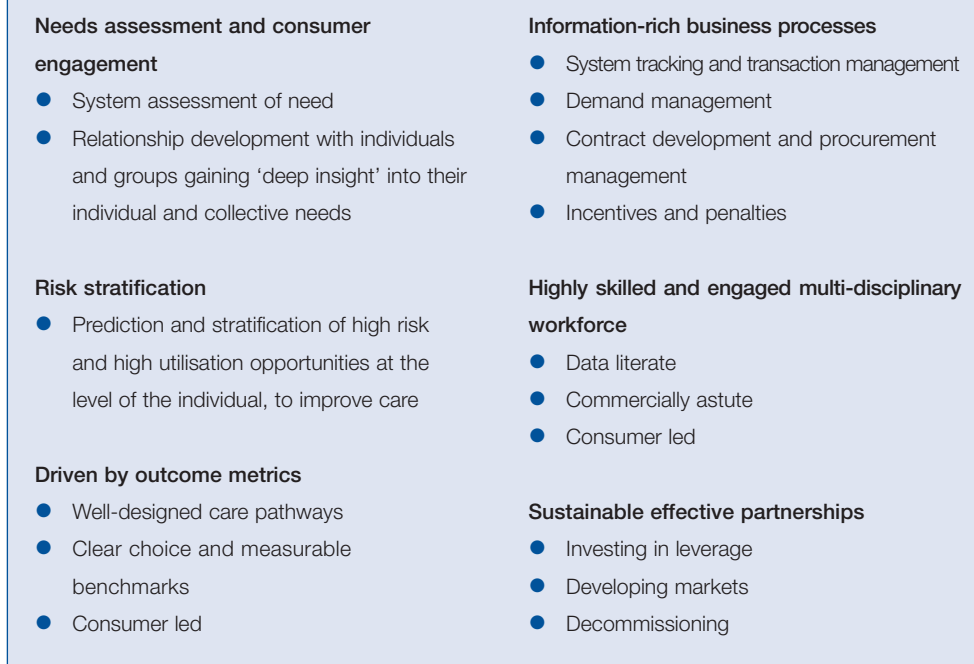 Needs assessment and consumer
engagement
● System assessment of need
● Relationship development with individuals
and groups gaining ‘deep insight’ into their
individual and collective needs
Risk stratification
● Prediction and stratification of high risk
and high utilisation opportunities at the
level of the individual, to improve care
Driven by outcome metrics
● Well-designed care pathways
● Clear choice and measurable
benchmarks
● Consumer led
Information-rich business processes
● System tracking and transaction management
● Demand management
● Contract development and procurement
management
● Incentives and penalties
Highly skilled and engaged multi-disciplinary
workforce
● Data literate
● Commercially astute
● Consumer led
Sustainable effective partnerships
● Investing in leverage
● Developing markets
● Decommissioning